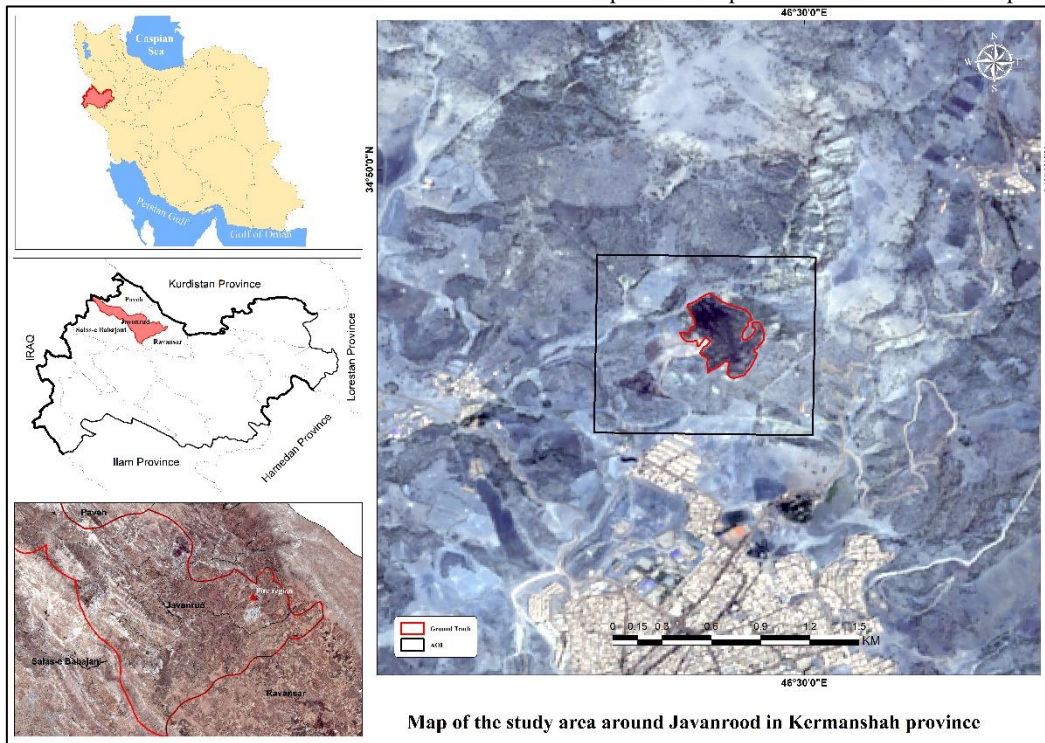 Caspian
Sea
Persian Gulf
Gulf of Oman
Kurdistan Province
Paveh
Javanrud
Salas-e Babajani
Ravansar
IRAQ
Lorestan Province
Hamedan Province
Ilam Province
Paveh
Fire region
Javanrud
Salas-e Babajani
Ravansar
46°30'0"E
N
W
E
S
34°50'0"N
Ground Truth
AOI
0 0.15 0.3 0.6 0.9 1.2 1.5
KM
46°30'0"E
Map of the study area around Javanrood in Kermanshah province